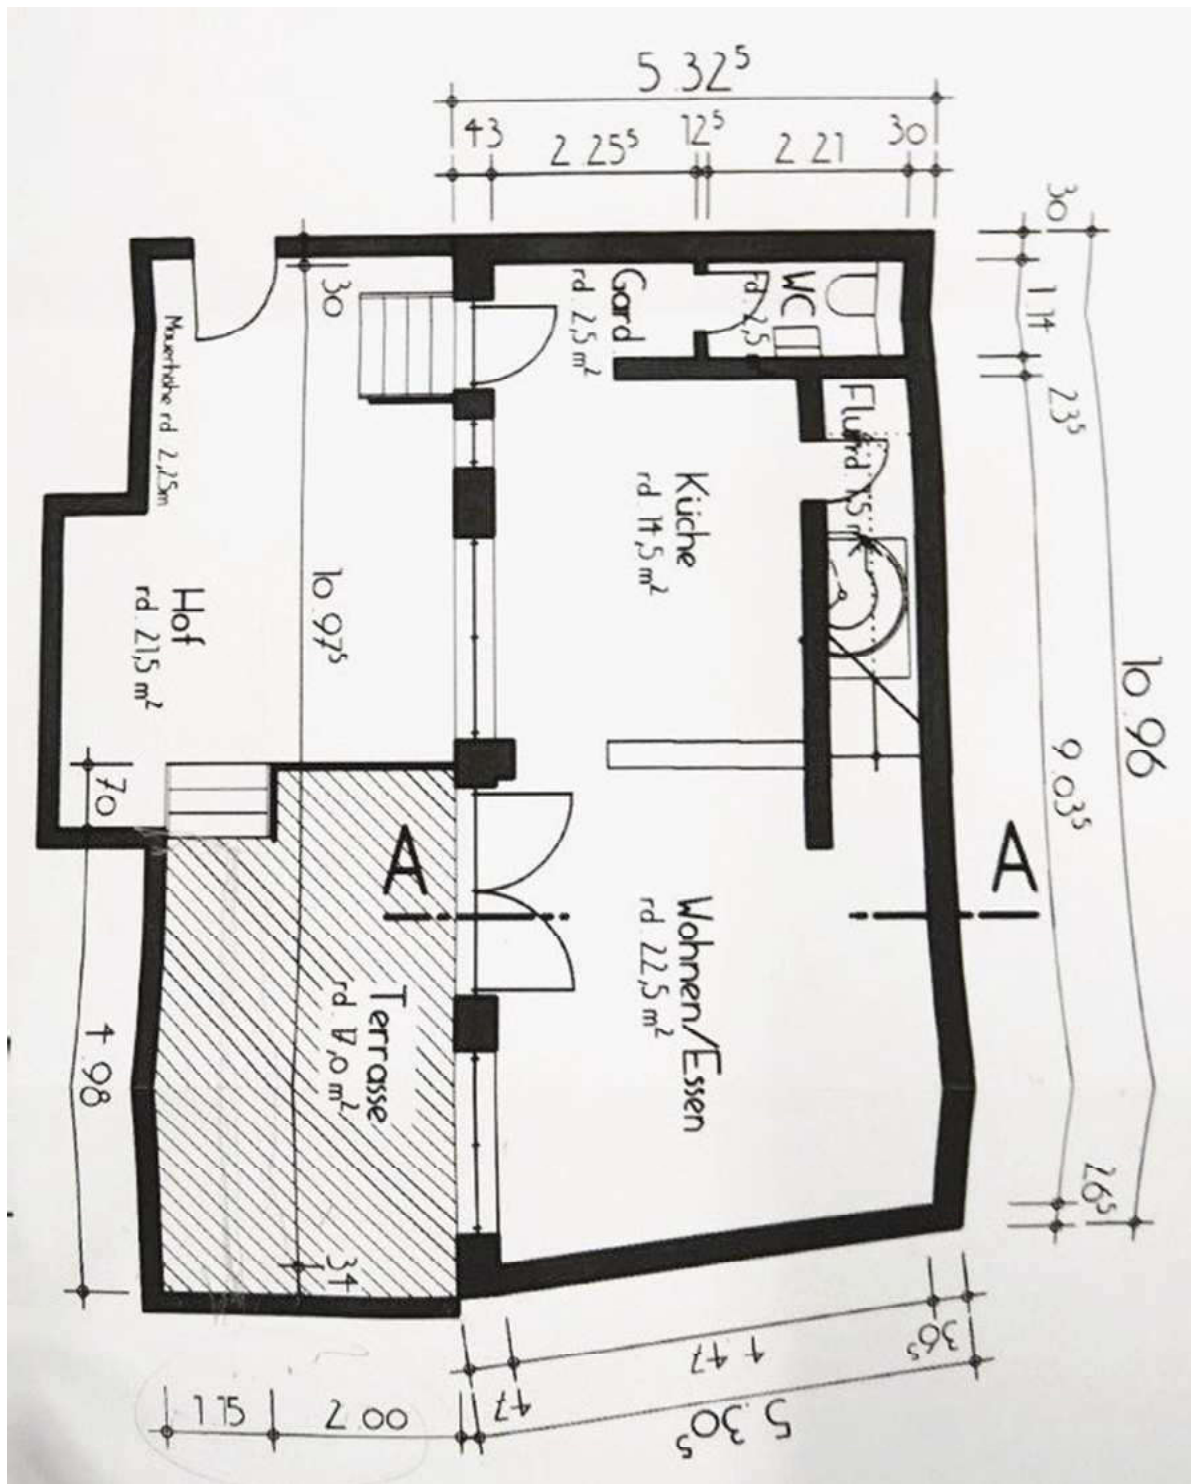 5.32⁵
43
2.25⁵
12⁵
2.21
30
30
1.14
23⁵
10.96
9.03⁵
26⁵
30
Gard.
rd. 2,5 m²
WC
rd. 2,5
Flur
Mauerhöhe rd. 2,25m
Küche
rd. 14,5 m²
Hof
rd. 21,5 m²
10.97⁵
70
A
A
Wohnen/Essen
rd. 22,5 m²
Terrasse
rd. 17,0 m²
4.98
34
36⁵
4.47
47
5.30⁵
1.15
2.00